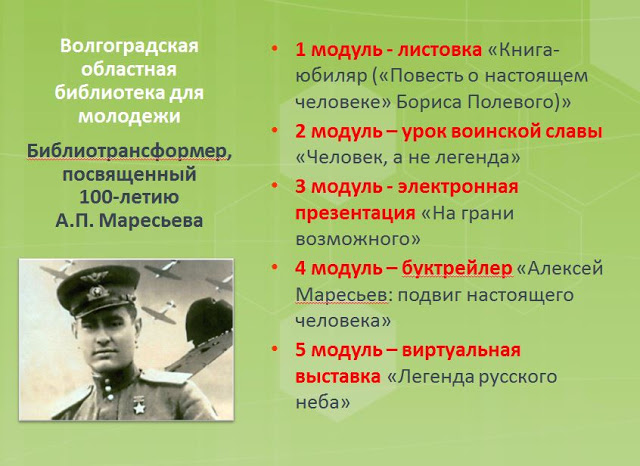 Волгоградская
областная
библиотека для
молодежи
Библиотрансформер,
посвященный
100-летию
А.П. Маресьева
• 1 модуль - листовка «Книга-
юбиляр («Повесть о настоящем
человеке» Бориса Полевого)»
• 2 модуль – урок воинской славы
«Человек, а не легенда»
• 3 модуль - электронная
презентация «На грани
возможного»
• 4 модуль – буктрейлер «Алексей
Маресьев: подвиг настоящего
человека»
• 5 модуль – виртуальная
выставка «Легенда русского
неба»